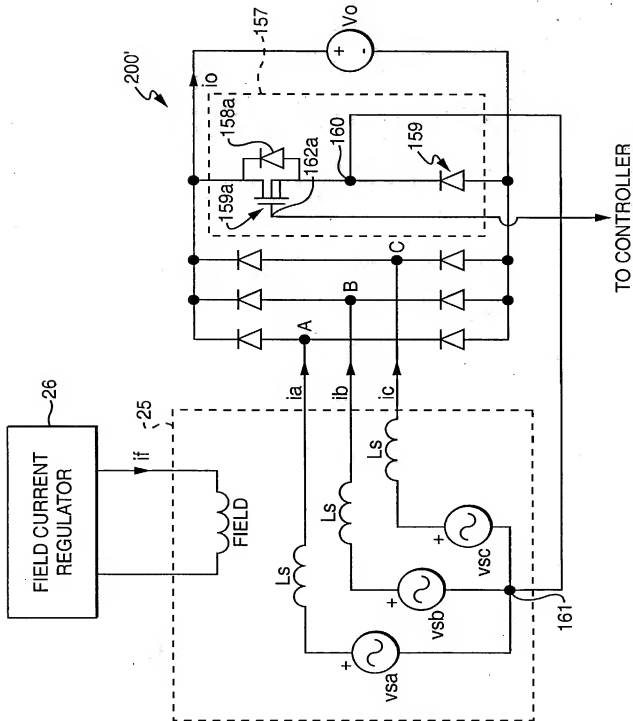 26
FIELD CURRENT
REGULATOR
if
FIELD
25
200'
157
io
Vo
+
-
158a
159a
162a
160
159
A
B
C
ia
ib
ic
Ls
Ls
Ls
+
+
+
vsa
vsb
vsc
161
TO CONTROLLER